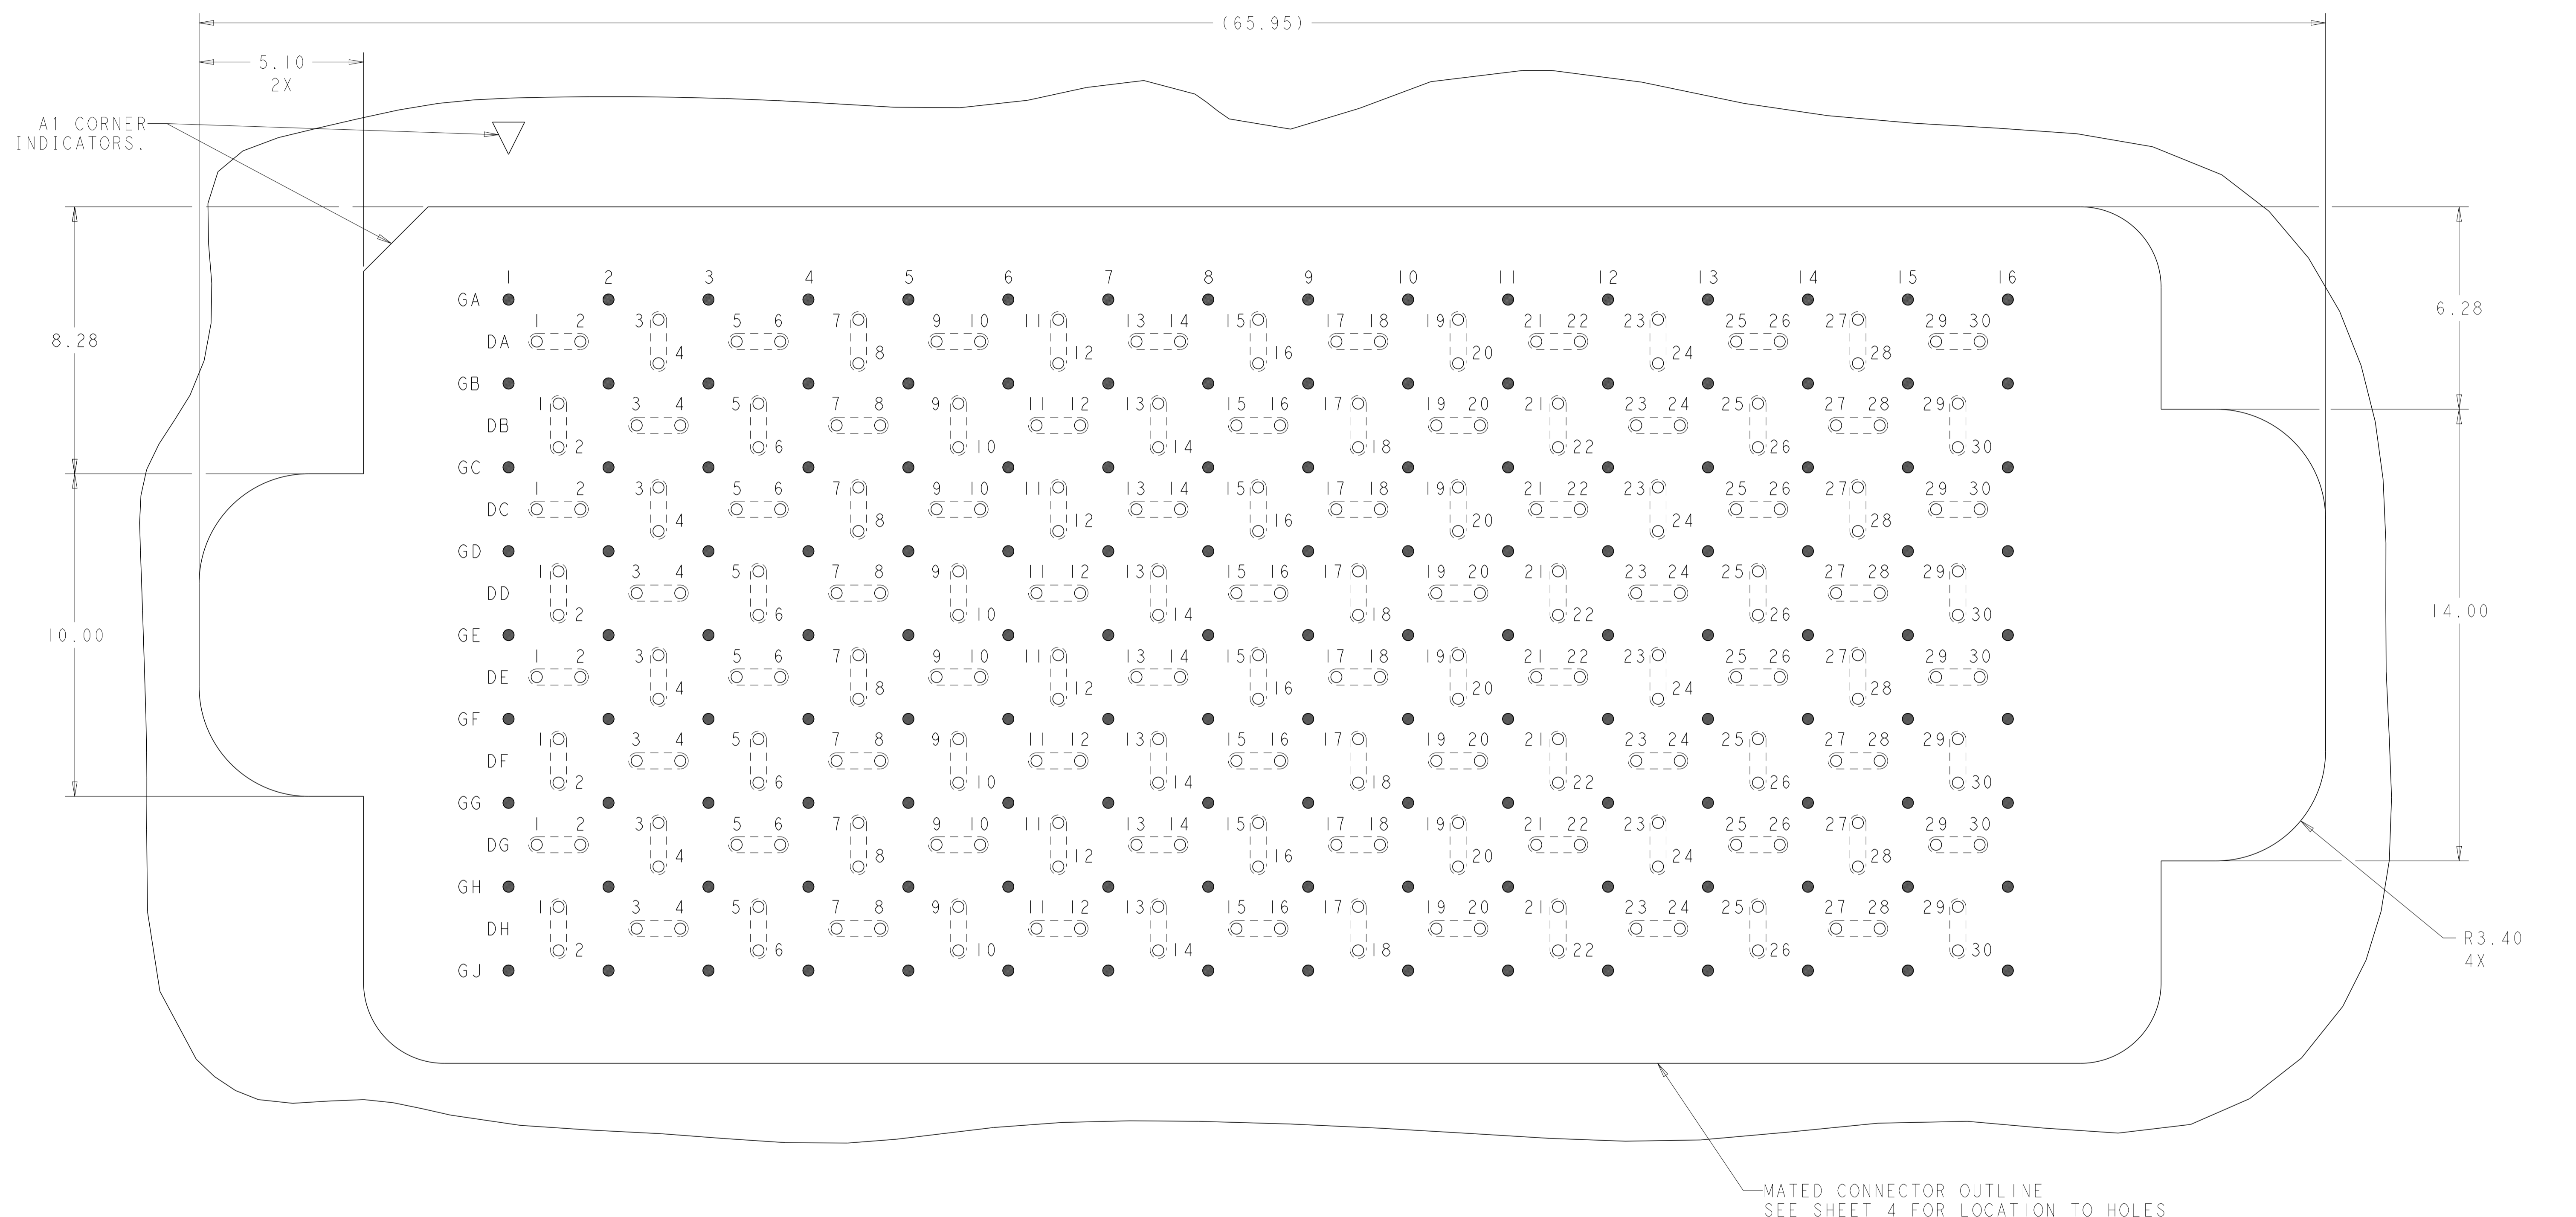 (65.95)
5.10
2X
A1 CORNER
INDICATORS.
1 2 3 4 5 6 7 8 9 10 11 12 13 14 15 16
GA
8.28
6.28
1 2 3 5 6 7 9 10 11 13 14 15 17 18 19 21 22 23 25 26 27 29 30
DA
4 8 12 16 20 24 28
GB
1 3 4 5 7 8 9 11 12 13 15 16 17 19 20 21 23 24 25 27 28 29
DB
2 6 10 14 18 22 26 30
GC
1 2 3 5 6 7 9 10 11 13 14 15 17 18 19 21 22 23 25 26 27 29 30
DC
4 8 12 16 20 24 28
GD
1 3 4 5 7 8 9 11 12 13 15 16 17 19 20 21 23 24 25 27 28 29
DD
2 6 10 14 18 22 26 30
10.00
14.00
GE
1 2 3 5 6 7 9 10 11 13 14 15 17 18 19 21 22 23 25 26 27 29 30
DE
4 8 12 16 20 24 28
GF
1 3 4 5 7 8 9 11 12 13 15 16 17 19 20 21 23 24 25 27 28 29
DF
2 6 10 14 18 22 26 30
GG
1 2 3 5 6 7 9 10 11 13 14 15 17 18 19 21 22 23 25 26 27 29 30
DG
4 8 12 16 20 24 28
GH
1 3 4 5 7 8 9 11 12 13 15 16 17 19 20 21 23 24 25 27 28 29
DH
2 6 10 14 18 22 26 30
GJ
R3.40
4X
MATED CONNECTOR OUTLINE
SEE SHEET 4 FOR LOCATION TO HOLES